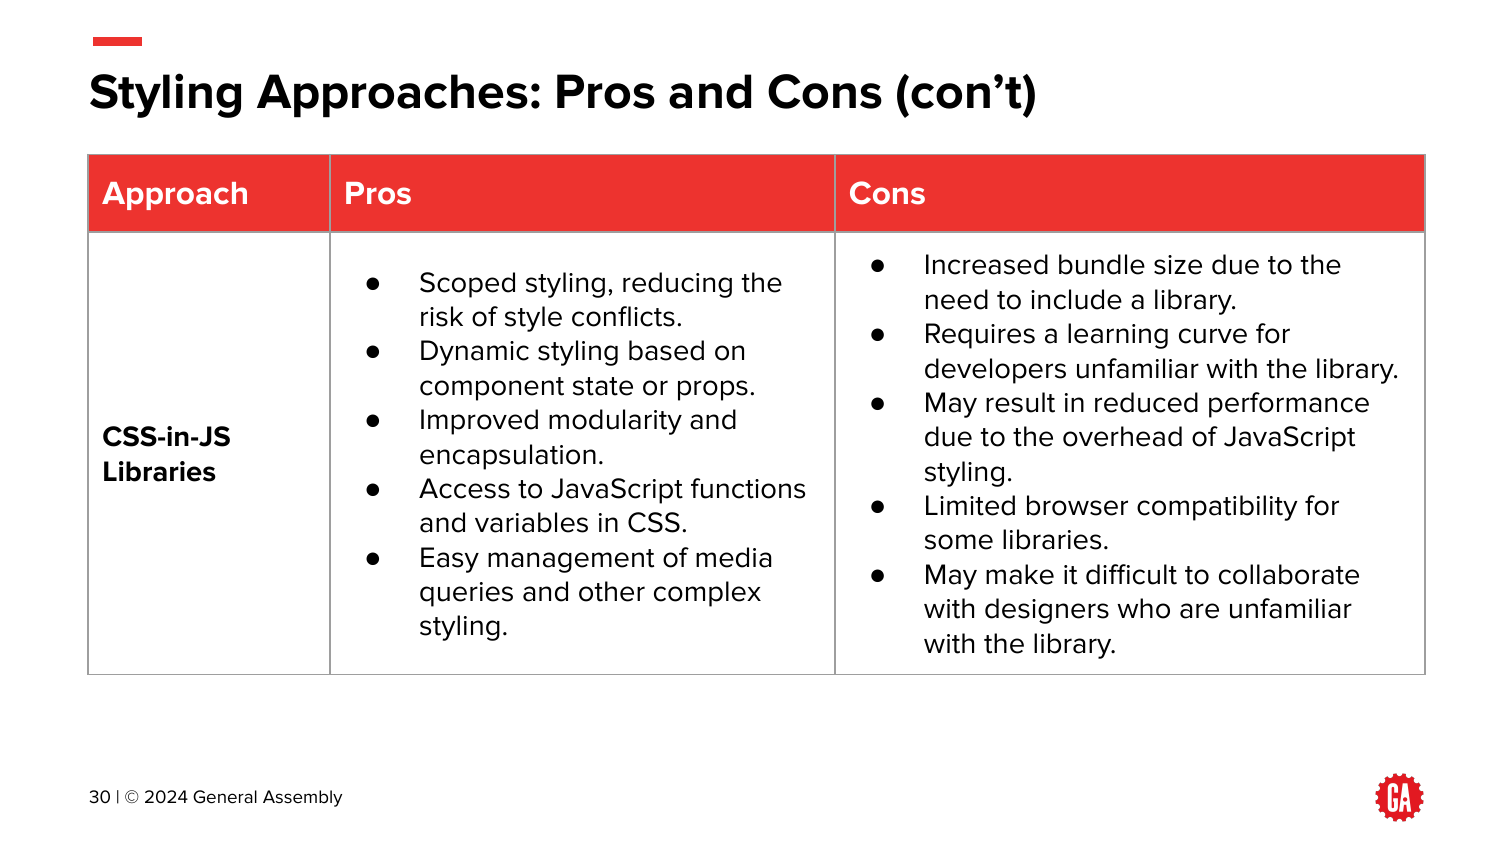 Styling Approaches: Pros and Cons (con’t)
Approach
Pros
Cons
CSS-in-JS
Libraries
● Scoped styling, reducing the
risk of style conflicts.
● Dynamic styling based on
component state or props.
● Improved modularity and
encapsulation.
● Access to JavaScript functions
and variables in CSS.
● Easy management of media
queries and other complex
styling.
● Increased bundle size due to the
need to include a library.
● Requires a learning curve for
developers unfamiliar with the library.
● May result in reduced performance
due to the overhead of JavaScript
styling.
● Limited browser compatibility for
some libraries.
● May make it difficult to collaborate
with designers who are unfamiliar
with the library.
30 | © 2024 General Assembly
GA